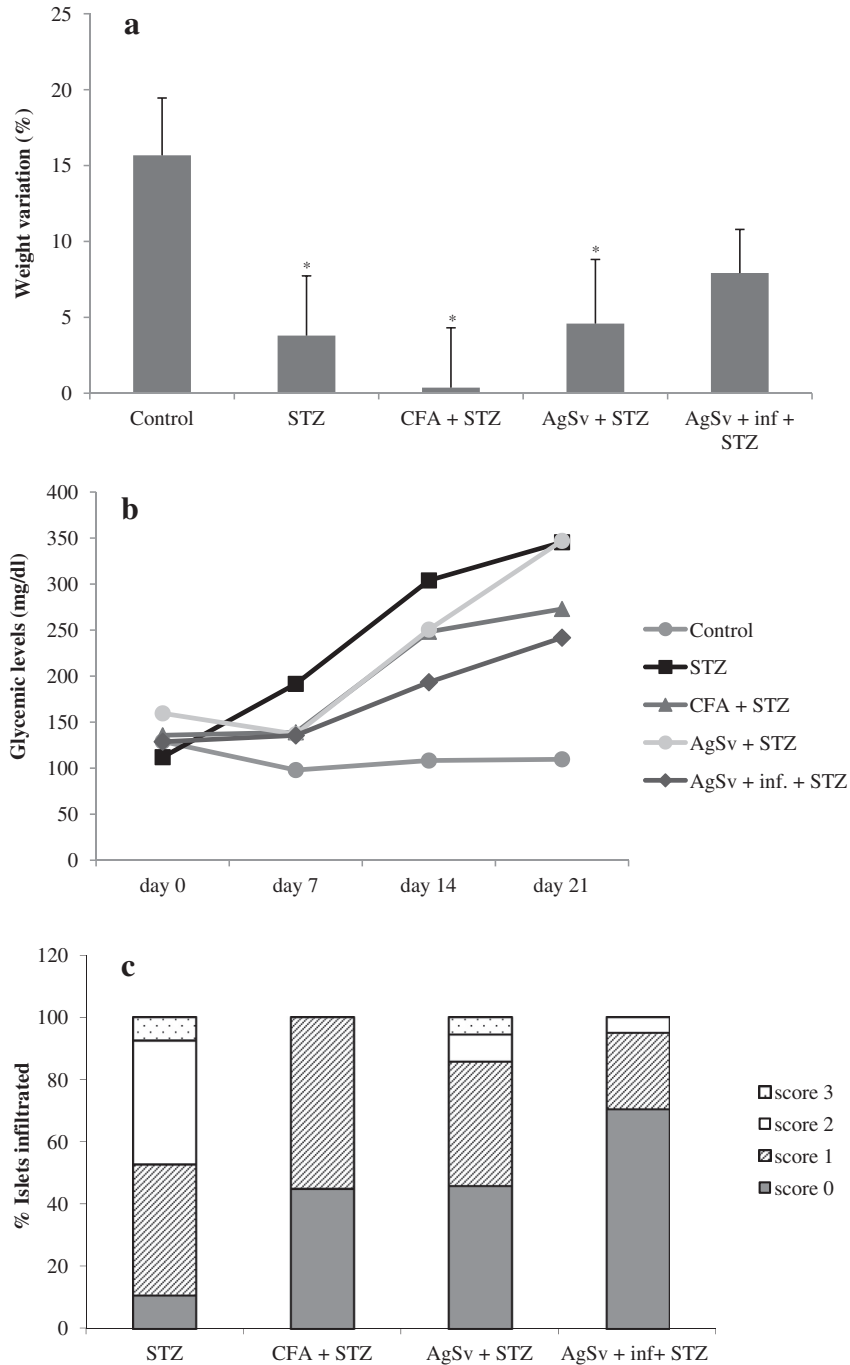 a
Weight variation (%)
25
20
15
10
5
0
*
*
*
Control
STZ
CFA + STZ
AgSv + STZ
AgSv + inf +
STZ
b
Glycemic levels (mg/dl)
400
350
300
250
200
150
100
50
0
day 0
day 7
day 14
day 21
Control
STZ
CFA + STZ
AgSv + STZ
AgSv + inf. + STZ
c
% Islets infiltrated
120
100
80
60
40
20
0
STZ
CFA + STZ
AgSv + STZ
AgSv + inf+ STZ
score 3
score 2
score 1
score 0